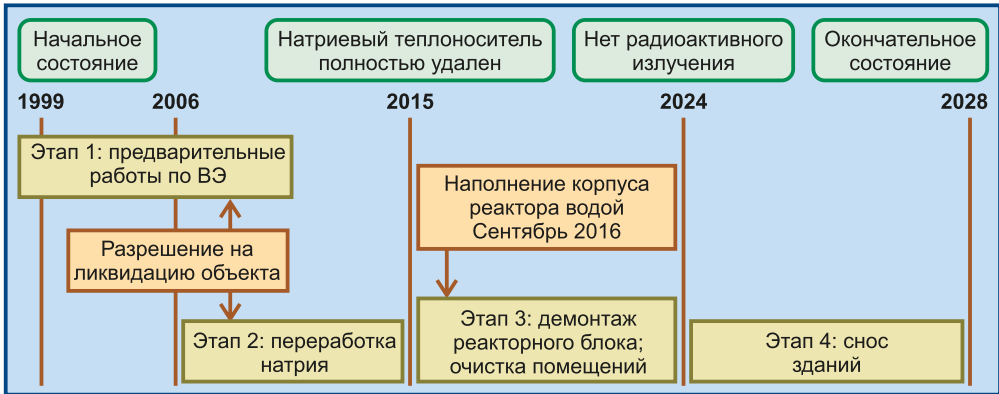 Начальное
состояние
Натриевый теплоноситель
полностью удален
Нет радиоактивного
излучения
Окончательное
состояние
1999
2006
2015
2024
2028
Этап 1: предварительные
работы по ВЭ
Наполнение корпуса
реактора водой
Сентябрь 2016
Разрешение на
ликвидацию объекта
Этап 2: переработка
натрия
Этап 3: демонтаж
реакторного блока;
очистка помещений
Этап 4: снос
зданий